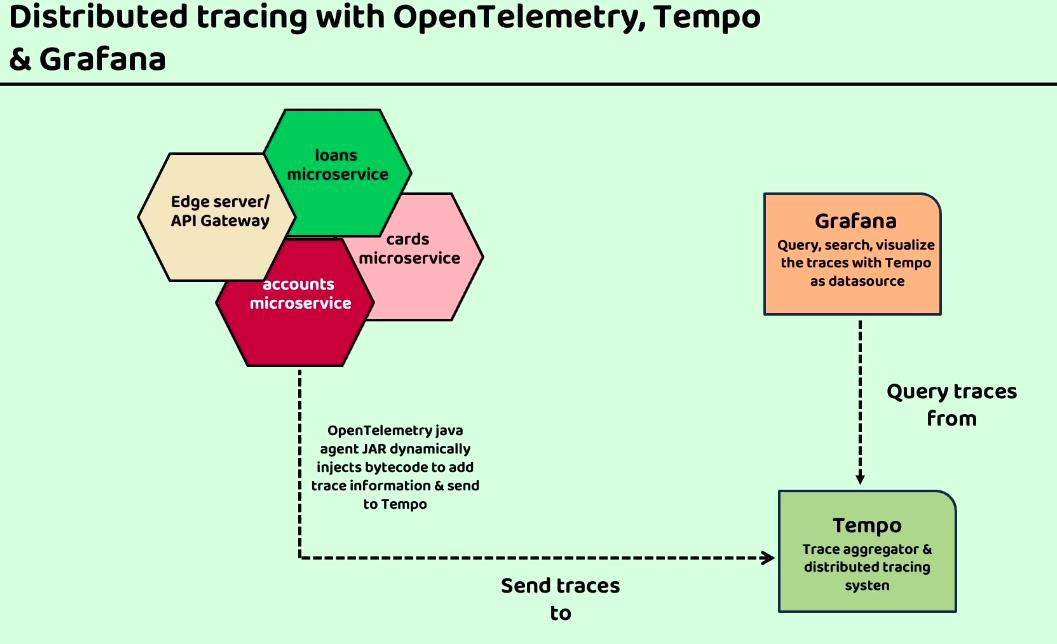 Distributed tracing with OpenTelemetry, Tempo
& Grafana
loans
microservice
Edge server/
API Gateway
cards
microservice
accounts
microservice
Grafana
Query, search, visualize
the traces with Tempo
as datasource
Query traces
from
OpenTelemetry java
agent JAR dynamically
injects bytecode to add
trace information & send
to Tempo
Tempo
Trace aggregator &
distributed tracing
systen
Send traces
to